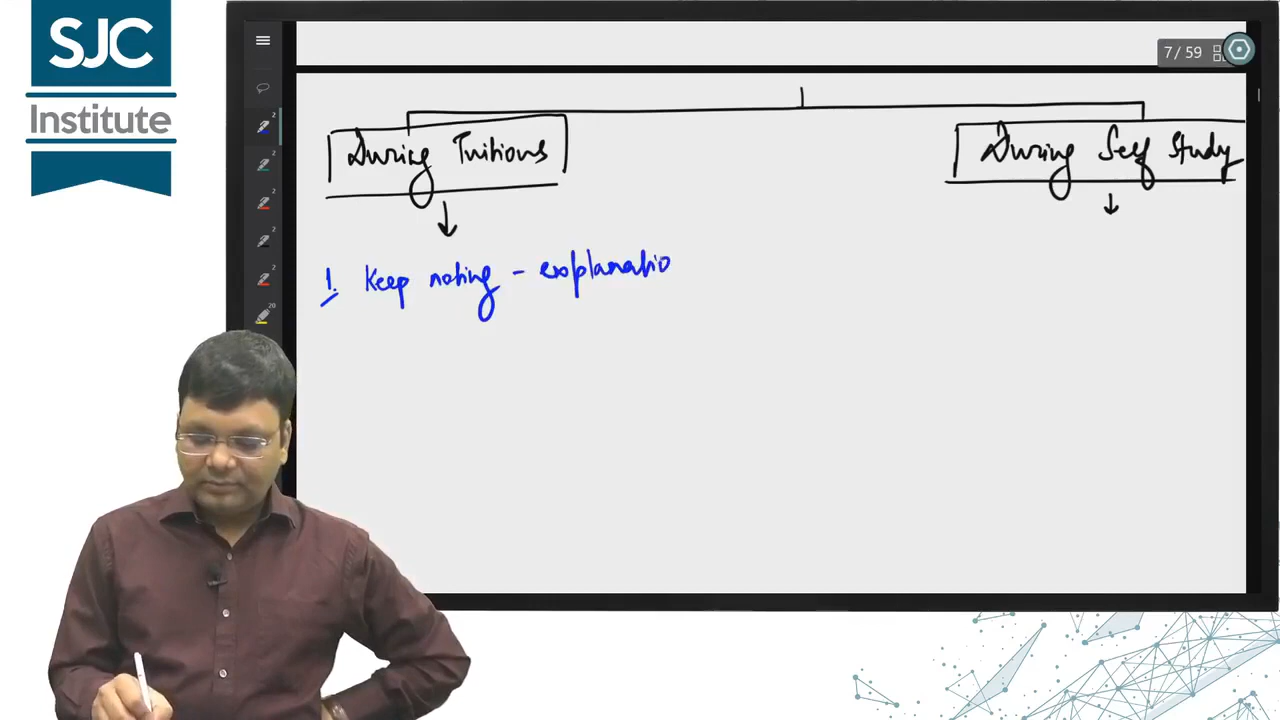 SJC
Institute
7 / 59
During Tuitions
During Self Study
1. Keep noting - explanatio